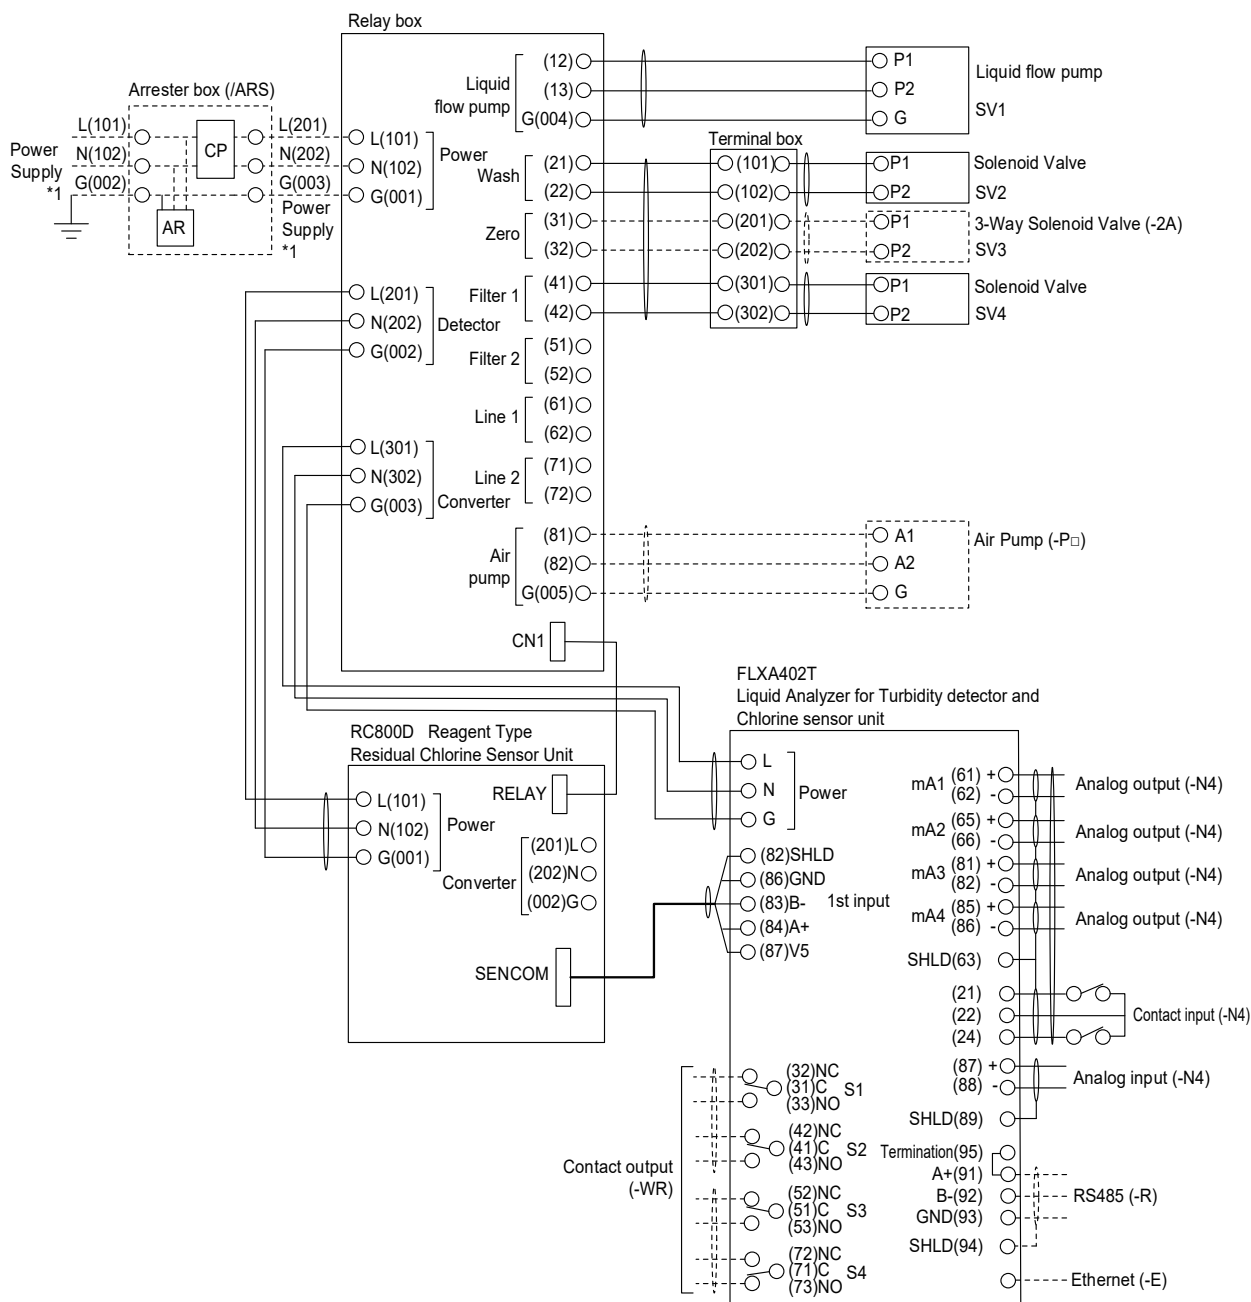 Relay box
Arrester box (/ARS)
L(101)
N(102)
G(002)
Power
Supply
*1
CP
AR
L(201)
N(202)
G(003)
Power
Supply
*1
L(101)
N(102)
G(001)
Power
L(201)
N(202)
G(002)
Detector
L(301)
N(302)
G(003)
Converter
Liquid
flow pump
(12)
(13)
G(004)
Wash
(21)
(22)
Zero
(31)
(32)
Filter 1
(41)
(42)
Filter 2
(51)
(52)
Line 1
(61)
(62)
Line 2
(71)
(72)
Air
pump
(81)
(82)
G(005)
CN1
Terminal box
(101)
(102)
(201)
(202)
(301)
(302)
P1
P2
G
Liquid flow pump
SV1
P1
P2
Solenoid Valve
SV2
P1
P2
3-Way Solenoid Valve (-2A)
SV3
P1
P2
Solenoid Valve
SV4
A1
A2
G
Air Pump (-P□)
RC800D Reagent Type
Residual Chlorine Sensor Unit
L(101)
N(102)
G(001)
Power
RELAY
Converter
(201)L
(202)N
(002)G
SENCOM
FLXA402T
Liquid Analyzer for Turbidity detector and
Chlorine sensor unit
L
N
G
Power
(82)SHLD
(86)GND
(83)B-
(84)A+
(87)V5
1st input
mA1
(61) +
(62) -
Analog output (-N4)
mA2
(65) +
(66) -
Analog output (-N4)
mA3
(81) +
(82) -
Analog output (-N4)
mA4
(85) +
(86) -
Analog output (-N4)
SHLD(63)
(21)
(22)
(24)
Contact input (-N4)
(87) +
(88) -
Analog input (-N4)
SHLD(89)
Termination(95)
A+(91)
B-(92)
GND(93)
SHLD(94)
RS485 (-R)
Ethernet (-E)
Contact output
(-WR)
(32)NC
(31)C
(33)NO
S1
(42)NC
(41)C
(43)NO
S2
(52)NC
(51)C
(53)NO
S3
(72)NC
(71)C
(73)NO
S4